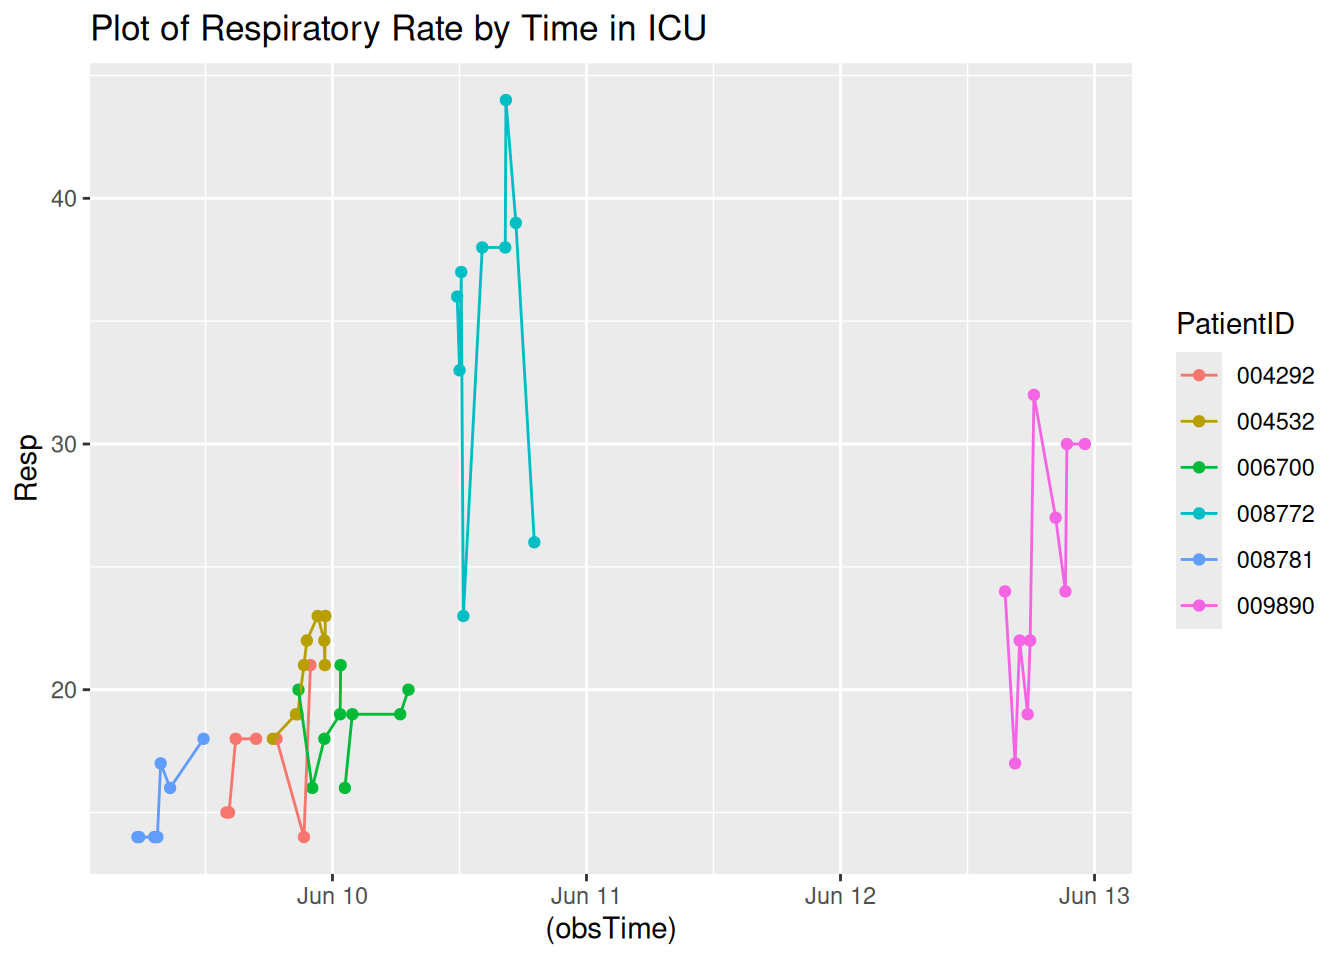 Plot of Respiratory Rate by Time in ICU
40
30
20
Resp
Jun 10
Jun 11
Jun 12
Jun 13
(obsTime)
PatientID
004292
004532
006700
008772
008781
009890